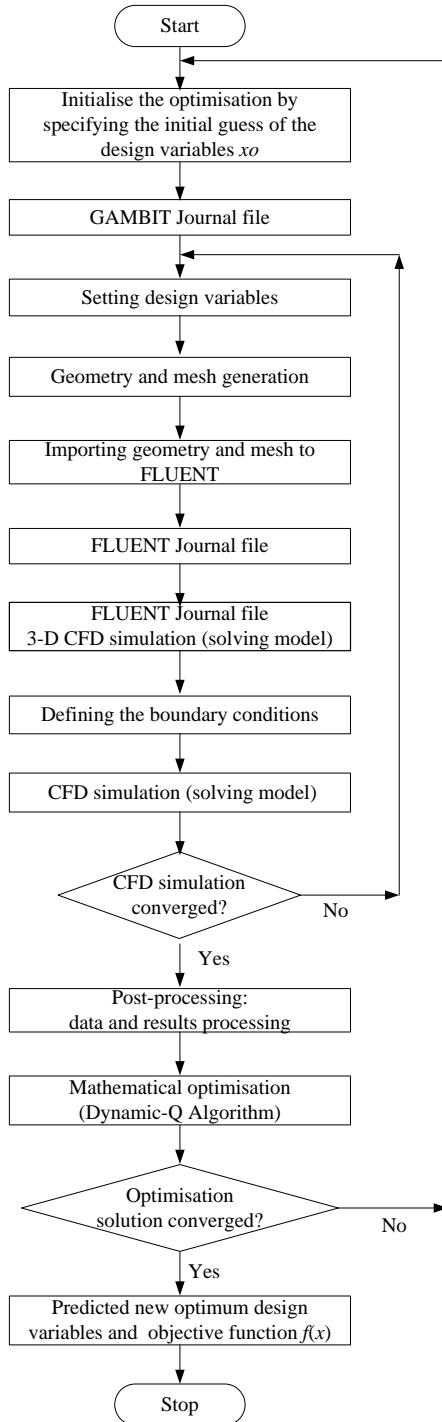 Start
Initialise the optimisation by
specifying the initial guess of the
design variables xo
GAMBIT Journal file
Setting design variables
Geometry and mesh generation
Importing geometry and mesh to
FLUENT
FLUENT Journal file
FLUENT Journal file
3-D CFD simulation (solving model)
Defining the boundary conditions
CFD simulation (solving model)
CFD simulation
converged?
No
Yes
Post-processing:
data and results processing
Mathematical optimisation
(Dynamic-Q Algorithm)
Optimisation
solution converged?
No
Yes
Predicted new optimum design
variables and objective function f(x)
Stop